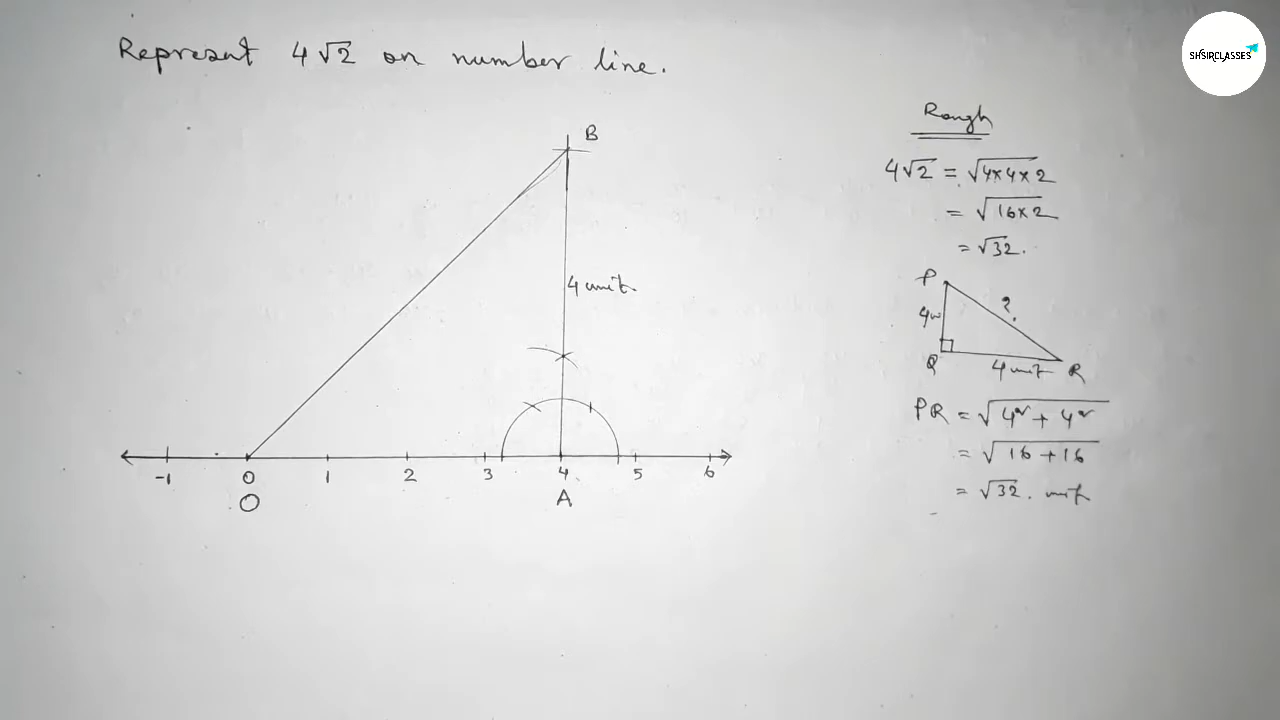 Represent 4√2 on number line.
SHSIRCLASSES
Rough
4√2 = √4×4×2
= √16×2
= √32.
B
4 unit
-1 0 1 2 3 4 5 6
O A
P
4u
?
Q 4 unit R
PR = √4² + 4²
= √16+16
= √32. unit